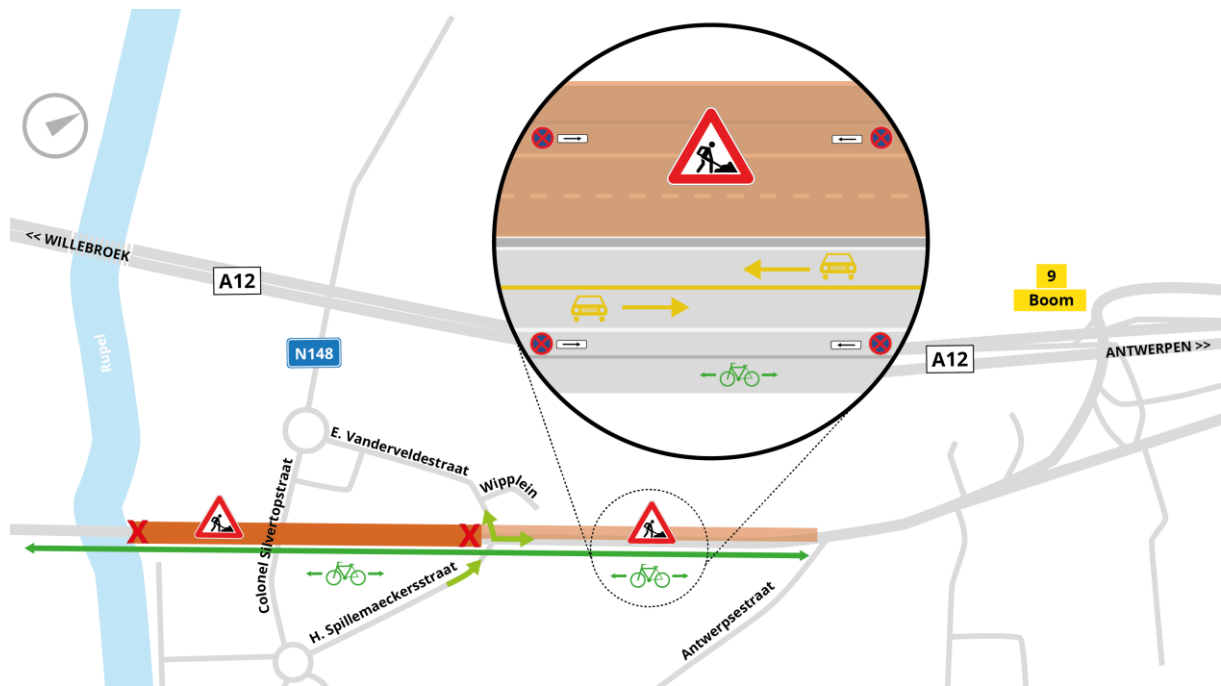 << WILLEBROEK
A12
Rupel
N148
9
Boom
A12
ANTWERPEN >>
E. Vanderveldestraat
Wipplein
Colonel Silvertopstraat
H. Spillemaeckersstraat
Antwerpsestraat